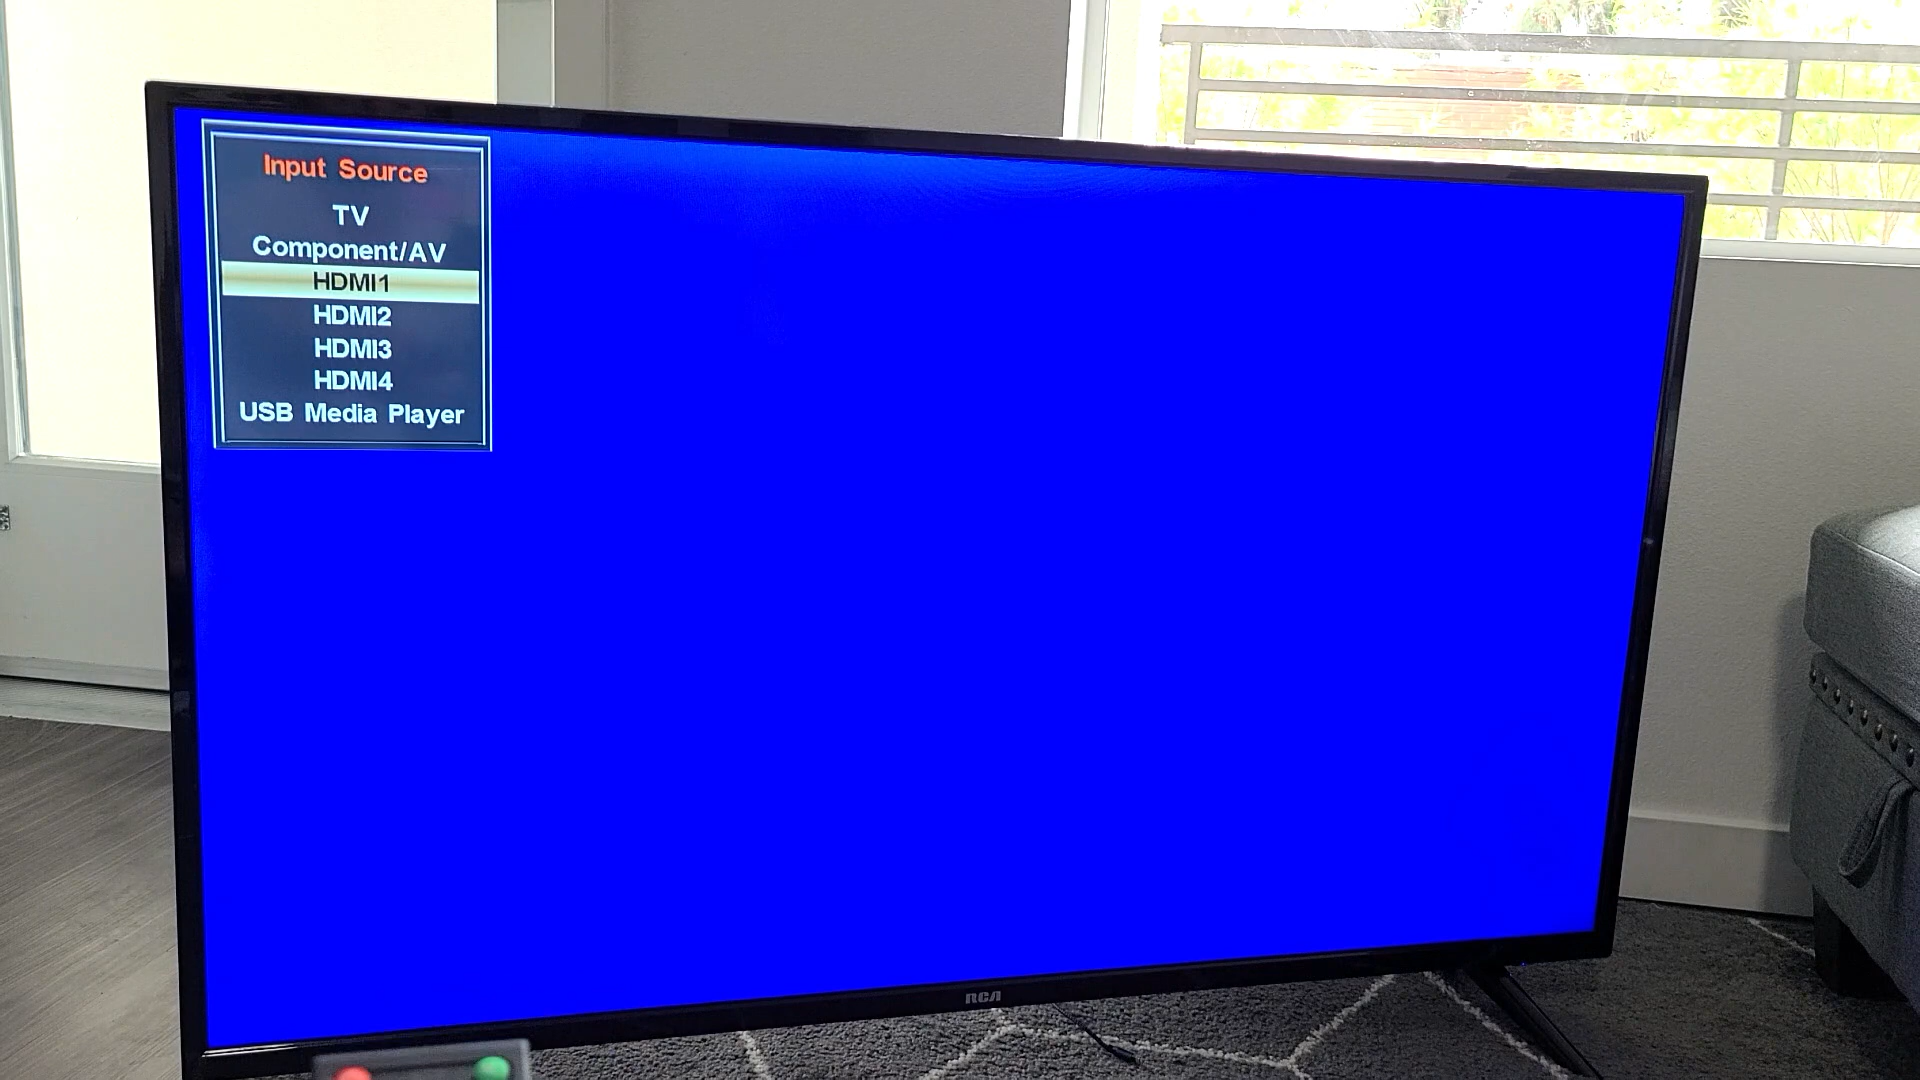 Input Source
TV
Component/AV
HDMI1
HDMI2
HDMI3
HDMI4
USB Media Player
RCA